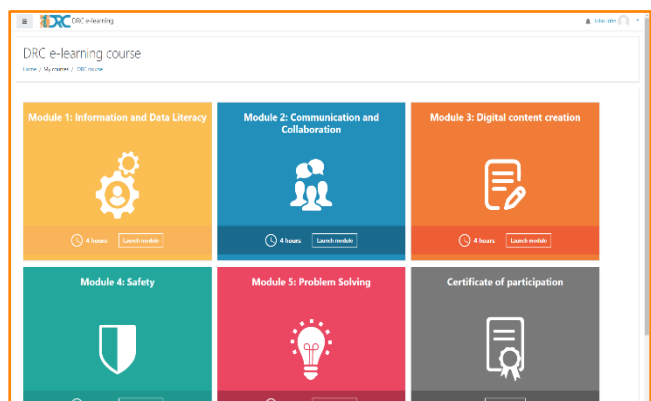 DRC DRC e-learning
DRC e-learning course
Home / My courses / DRC course
Module 1: Information and Data Literacy
Module 2: Communication and
Collaboration
Module 3: Digital content creation
4 hours Launch module
4 hours Launch module
4 hours Launch module
Module 4: Safety
Module 5: Problem Solving
Certificate of participation